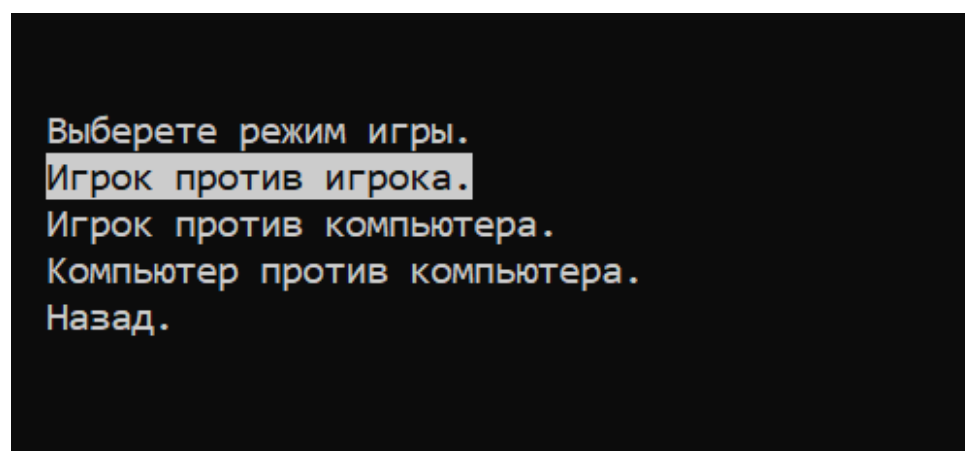 Выберете режим игры.
Игрок против игрока.
Игрок против компьютера.
Компьютер против компьютера.
Назад.